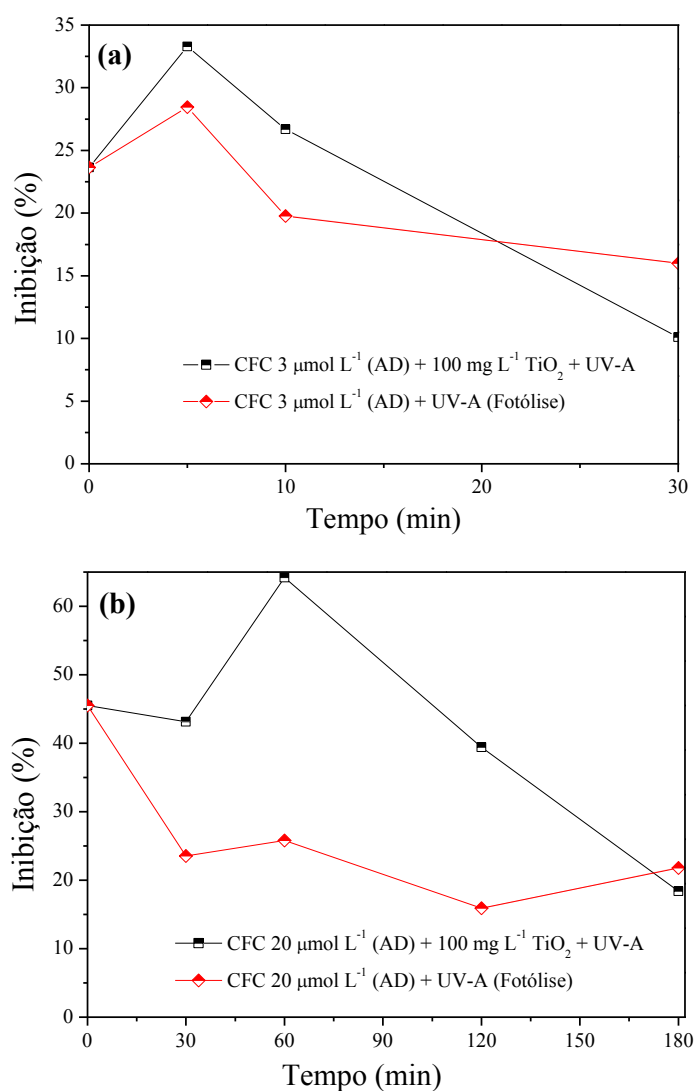 (a)
35
30
25
20
15
10
5
0
Inibição (%)
CFC 3 μmol L⁻¹ (AD) + 100 mg L⁻¹ TiO₂ + UV-A
CFC 3 μmol L⁻¹ (AD) + UV-A (Fotólise)
0 10 20 30
Tempo (min)
(b)
60
50
40
30
20
10
0
Inibição (%)
CFC 20 μmol L⁻¹ (AD) + 100 mg L⁻¹ TiO₂ + UV-A
CFC 20 μmol L⁻¹ (AD) + UV-A (Fotólise)
0 30 60 90 120 150 180
Tempo (min)